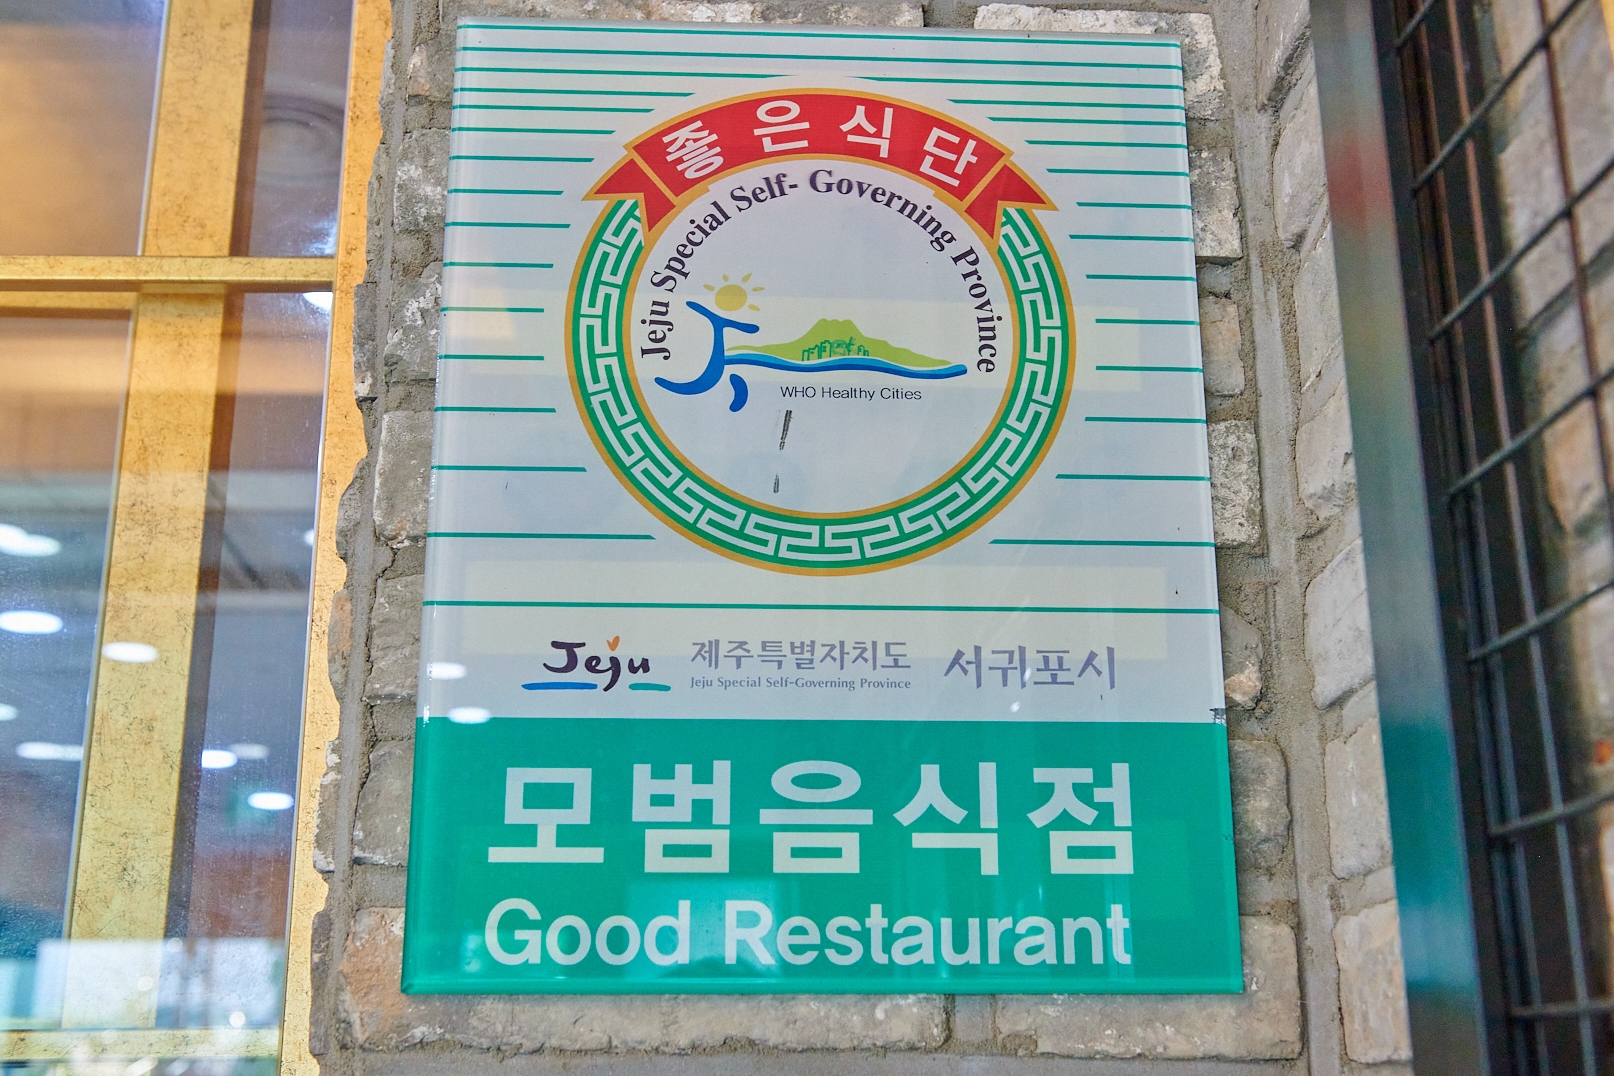 좋은식단
Jeju Special Self- Governing Province
WHO Healthy Cities
Jeju 제주특별자치도 서귀포시
Jeju Special Self-Governing Province
모범음식점
Good Restaurant